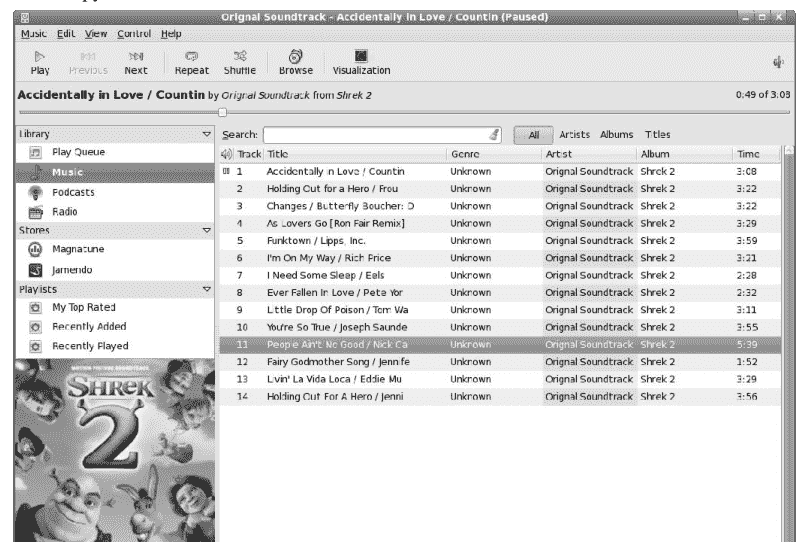 Orignal Soundtrack - Accidentally In Love / Countin (Paused)
Music Edit View Control Help
Play Previous Next Repeat Shuffle Browse Visualization
Accidentally in Love / Countin by Orignal Soundtrack from Shrek 2 0:49 of 3:08
Library
Play Queue
Music
Podcasts
Radio
Stores
Magnatune
Jamendo
Playlists
My Top Rated
Recently Added
Recently Played
MOTION PICTURE SOUNDTRACK
SHREK
2
Search: All Artists Albums Titles
Track Title Genre Artist Album Time
1 Accidentally in Love / Countin Unknown Orignal Soundtrack Shrek 2 3:08
2 Holding Out for a Hero / Frou Unknown Orignal Soundtrack Shrek 2 3:22
3 Changes / Butterfly Boucher: D Unknown Orignal Soundtrack Shrek 2 3:22
4 As Lovers Go [Ron Fair Remix] Unknown Orignal Soundtrack Shrek 2 3:29
5 Funktown / Lipps, Inc. Unknown Orignal Soundtrack Shrek 2 3:59
6 I'm On My Way / Rich Price Unknown Orignal Soundtrack Shrek 2 3:21
7 I Need Some Sleep / Eels Unknown Orignal Soundtrack Shrek 2 2:28
8 Ever Fallen In Love / Pete Yor Unknown Orignal Soundtrack Shrek 2 2:32
9 Little Drop Of Poison / Tom Wa Unknown Orignal Soundtrack Shrek 2 3:11
10 You're So True / Joseph Saunde Unknown Orignal Soundtrack Shrek 2 3:55
11 People Ain't No Good / Nick Ca Unknown Orignal Soundtrack Shrek 2 5:39
12 Fairy Godmother Song / Jennife Unknown Orignal Soundtrack Shrek 2 1:52
13 Livin' La Vida Loca / Eddie Mu Unknown Orignal Soundtrack Shrek 2 3:29
14 Holding Out For A Hero / Jenni Unknown Orignal Soundtrack Shrek 2 3:56